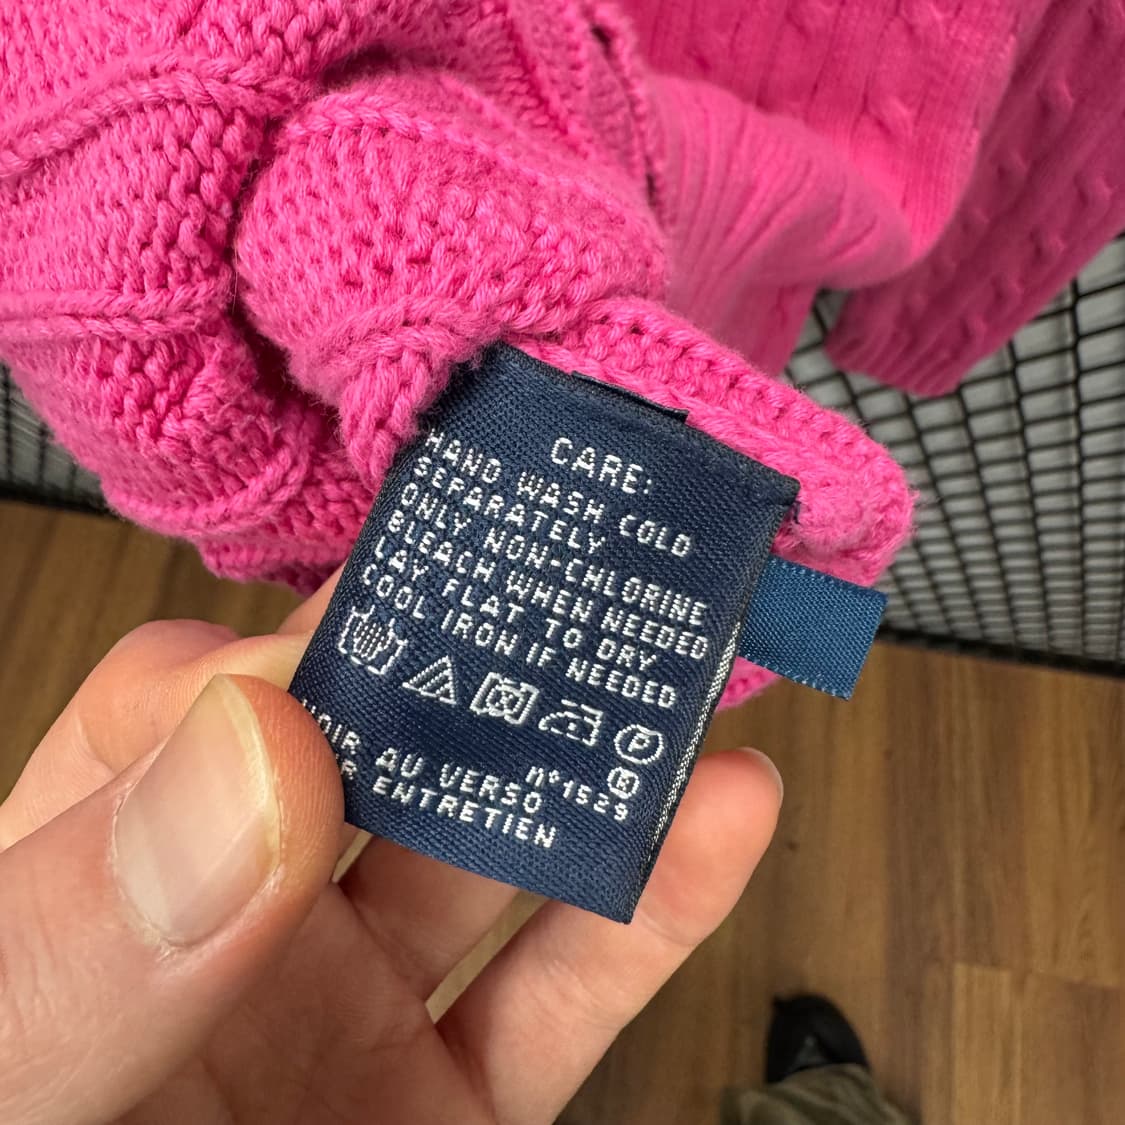 CARE:
HAND WASH COLD
SEPARATELY
ONLY NON-CHLORINE
BLEACH WHEN NEEDED
LAY FLAT TO DRY
COOL IRON IF NEEDED
P
AU VERSO
n°1529
ENTRETIEN